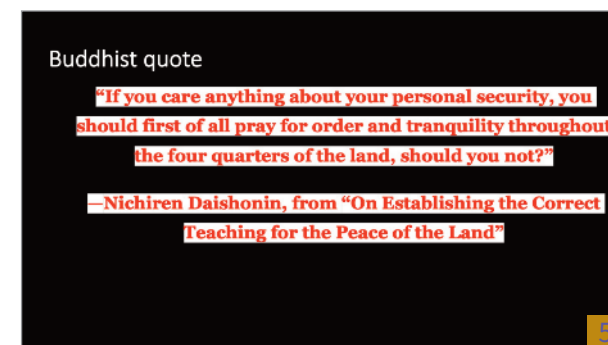 Buddhist quote
“If you care anything about your personal security, you
should first of all pray for order and tranquility throughout
the four quarters of the land, should you not?”
—Nichiren Daishonin, from “On Establishing the Correct
Teaching for the Peace of the Land”
5